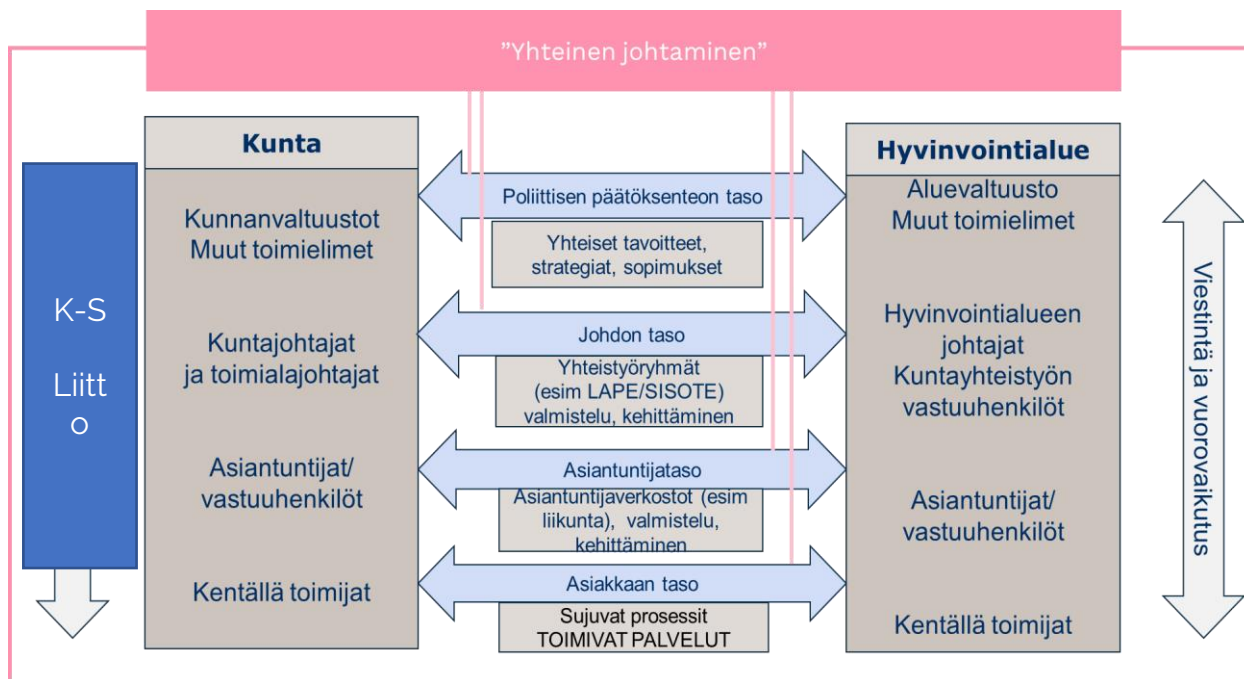 ”Yhteinen johtaminen”
K-S
Liitt
o
Kunta
Kunnanvaltuustot
Muut toimielimet
Kuntajohtajat
ja toimialajohtajat
Asiantuntijat/
vastuuhenkilöt
Kentällä toimijat
Poliittisen päätöksenteon taso
Yhteiset tavoitteet,
strategiat, sopimukset
Johdon taso
Yhteistyöryhmät
(esim LAPE/SISOTE)
valmistelu, kehittäminen
Asiantuntijataso
Asiantuntijaverkostot (esim
liikunta), valmistelu,
kehittäminen
Asiakkaan taso
Sujuvat prosessit
TOIMIVAT PALVELUT
Hyvinvointialue
Aluevaltuusto
Muut toimielimet
Hyvinvointialueen
johtajat
Kuntayhteistyön
vastuuhenkilöt
Asiantuntijat/
vastuuhenkilöt
Kentällä toimijat
Viestintä ja vuorovaikutus